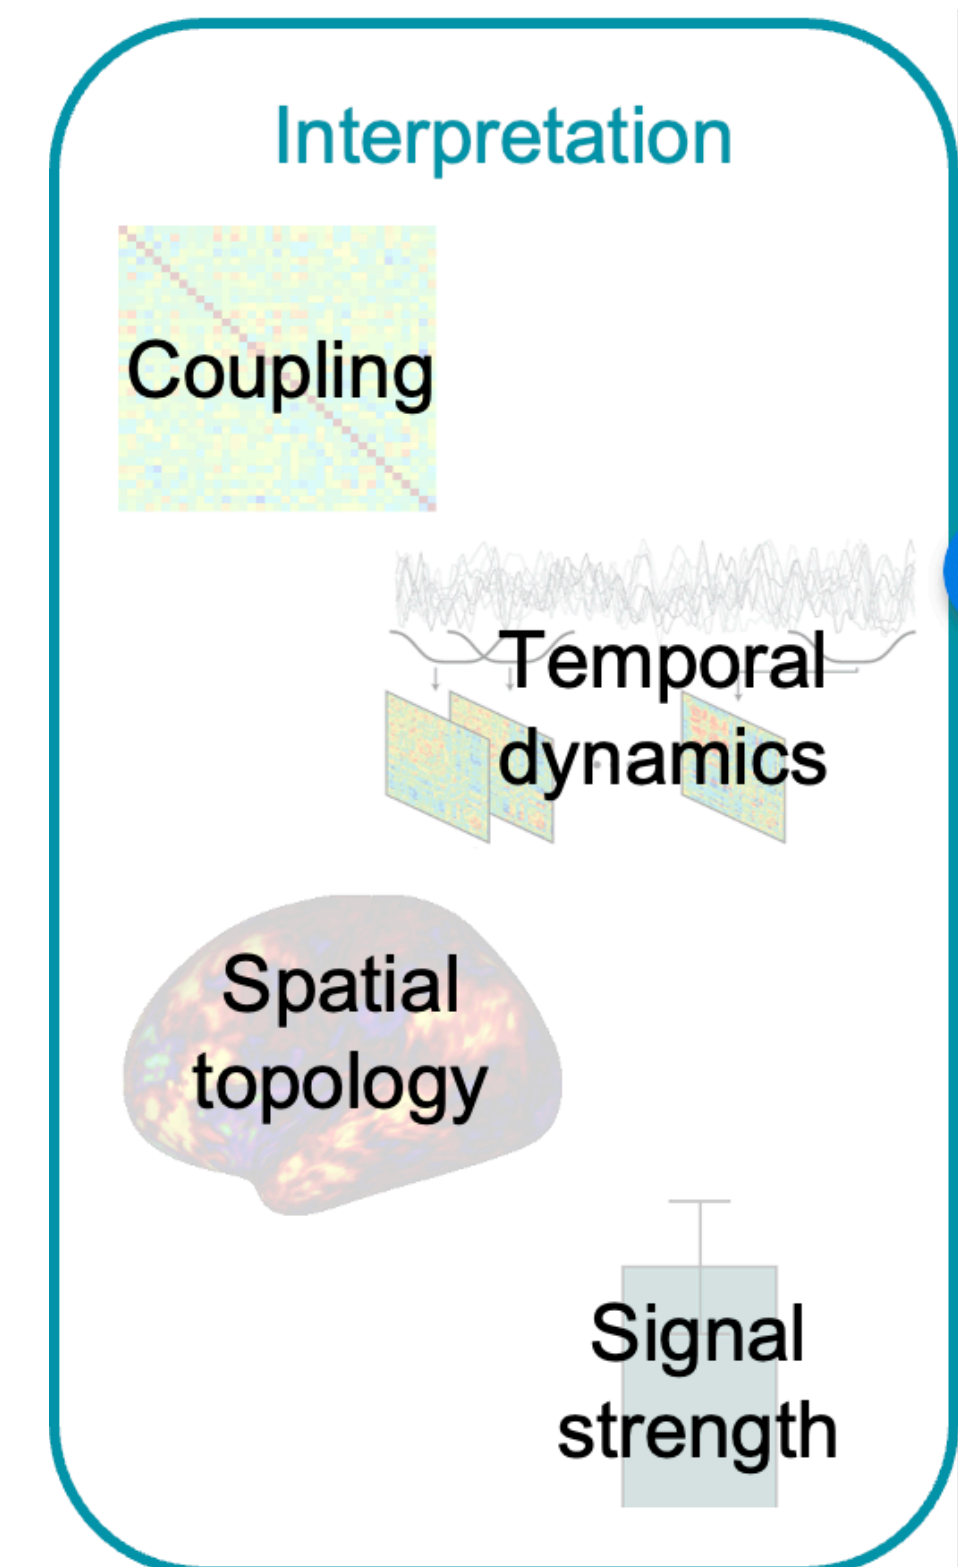 Interpretation
Coupling
Temporal
dynamics
Spatial
topology
Signal
strength